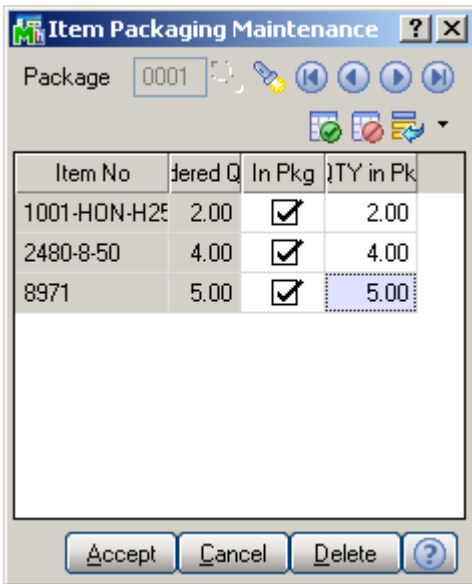 Item Packaging Maintenance ? X
Package 0001
Item No dered Q In Pkg QTY in Pk
1001-HON-H25 2.00 2.00
2480-8-50 4.00 4.00
8971 5.00 5.00
Accept Cancel Delete ?